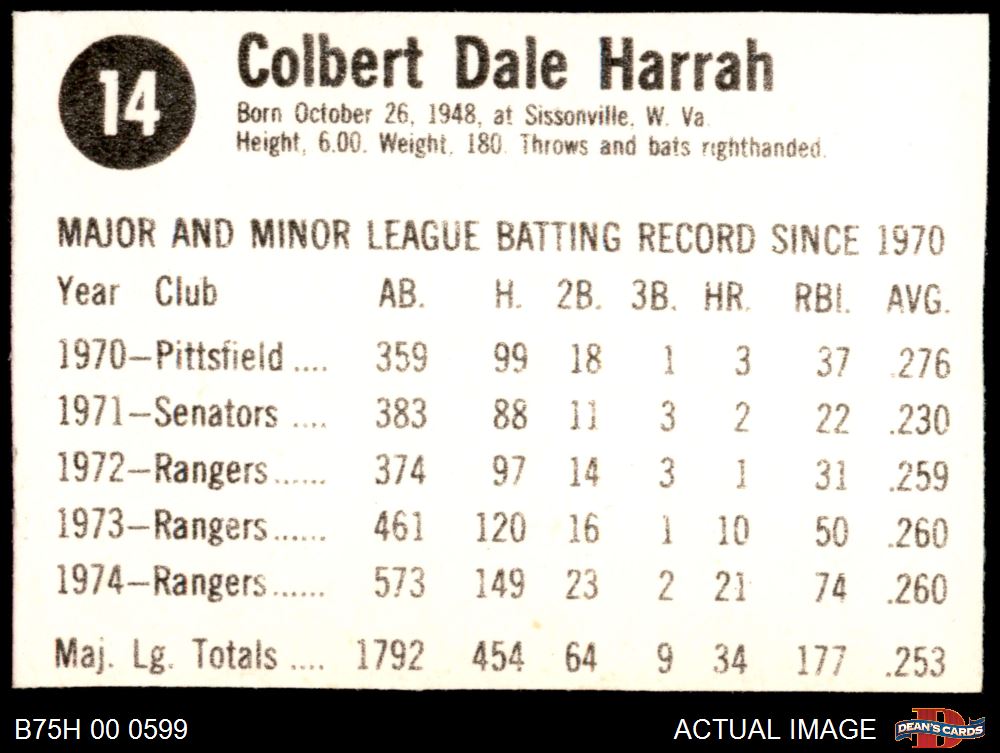 14
Colbert Dale Harrah
Born October 26, 1948, at Sissonville, W. Va.
Height, 6.00. Weight, 180. Throws and bats righthanded.
MAJOR AND MINOR LEAGUE BATTING RECORD SINCE 1970
Year Club AB. H. 2B. 3B. HR. RBI. AVG.
1970—Pittsfield .... 359 99 18 1 3 37 .276
1971—Senators .... 383 88 11 3 2 22 .230
1972—Rangers...... 374 97 14 3 1 31 .259
1973—Rangers...... 461 120 16 1 10 50 .260
1974—Rangers...... 573 149 23 2 21 74 .260
Maj. Lg. Totals .... 1792 454 64 9 34 177 .253
B75H 00 0599 ACTUAL IMAGE D DEAN'S CARDS